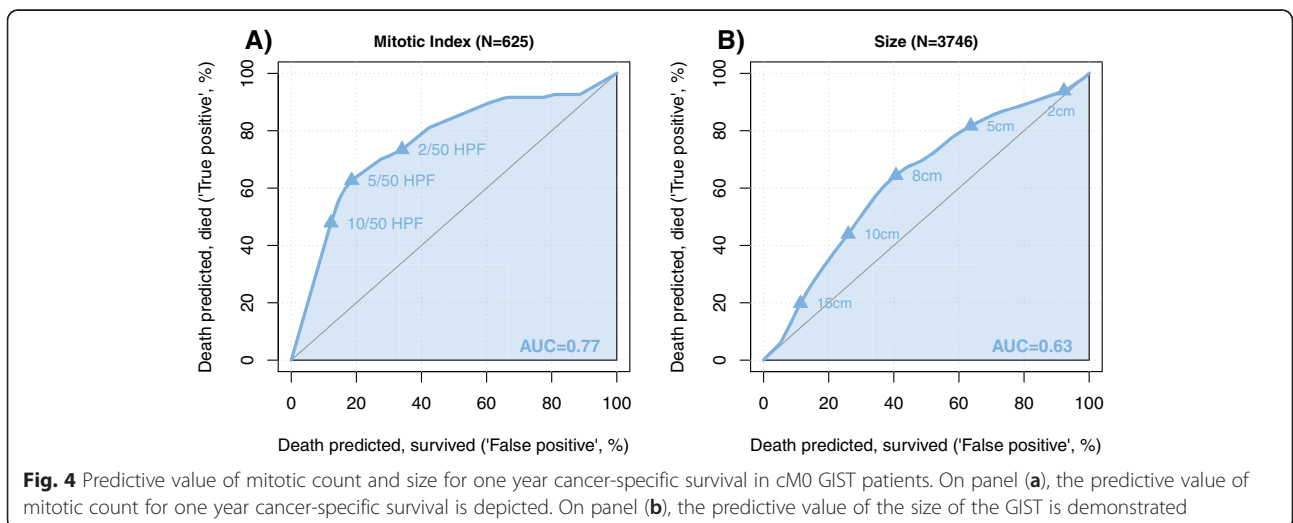 A)
Mitotic Index (N=625)
Death predicted, died ('True positive', %)
100
80
60
40
20
0
2/50 HPF
5/50 HPF
10/50 HPF
AUC=0.77
0 20 40 60 80 100
Death predicted, survived ('False positive', %)
B)
Size (N=3746)
Death predicted, died ('True positive', %)
100
80
60
40
20
0
2cm
5cm
8cm
10cm
15cm
AUC=0.63
0 20 40 60 80 100
Death predicted, survived ('False positive', %)
Fig. 4 Predictive value of mitotic count and size for one year cancer-specific survival in cM0 GIST patients. On panel (a), the predictive value of
mitotic count for one year cancer-specific survival is depicted. On panel (b), the predictive value of the size of the GIST is demonstrated